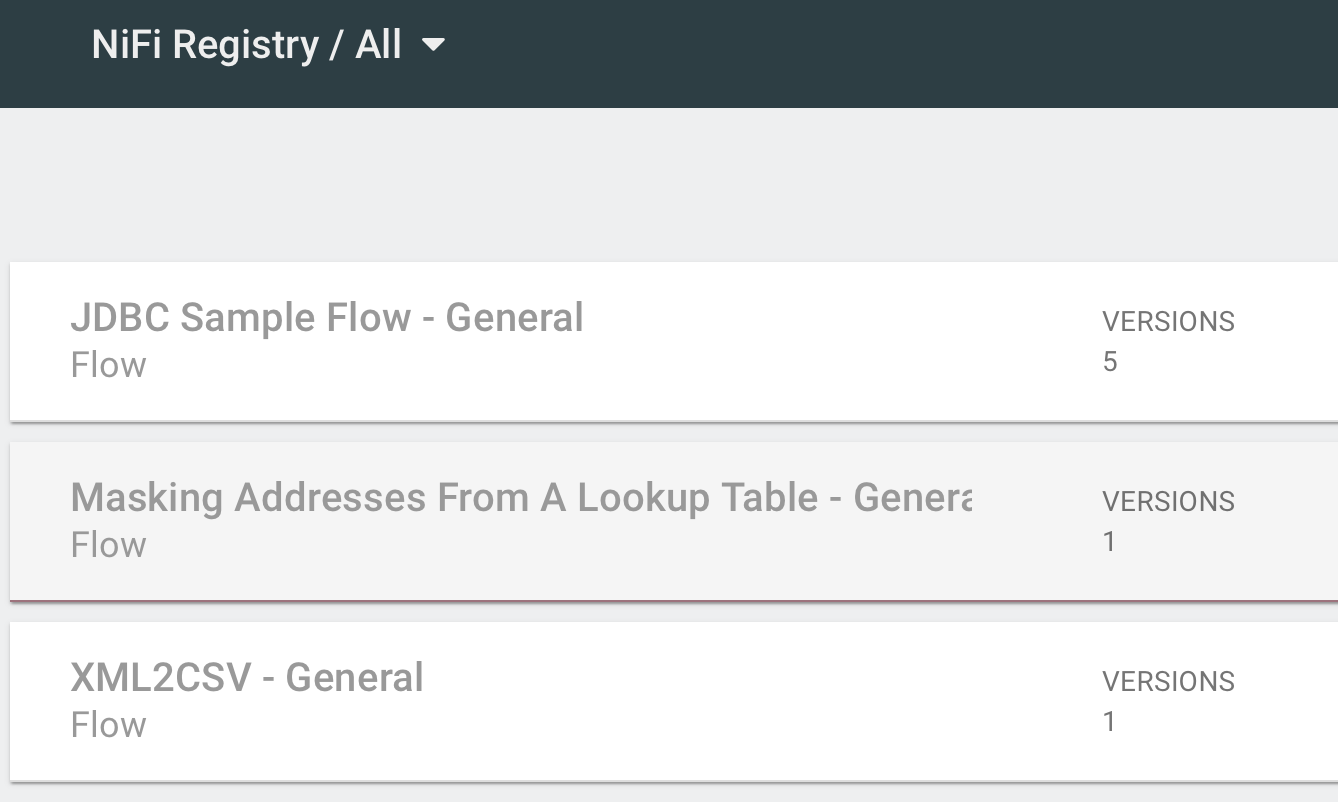 NiFi Registry / All
JDBC Sample Flow - General
Flow
VERSIONS
5
Masking Addresses From A Lookup Table - Genera
Flow
VERSIONS
1
XML2CSV - General
Flow
VERSIONS
1